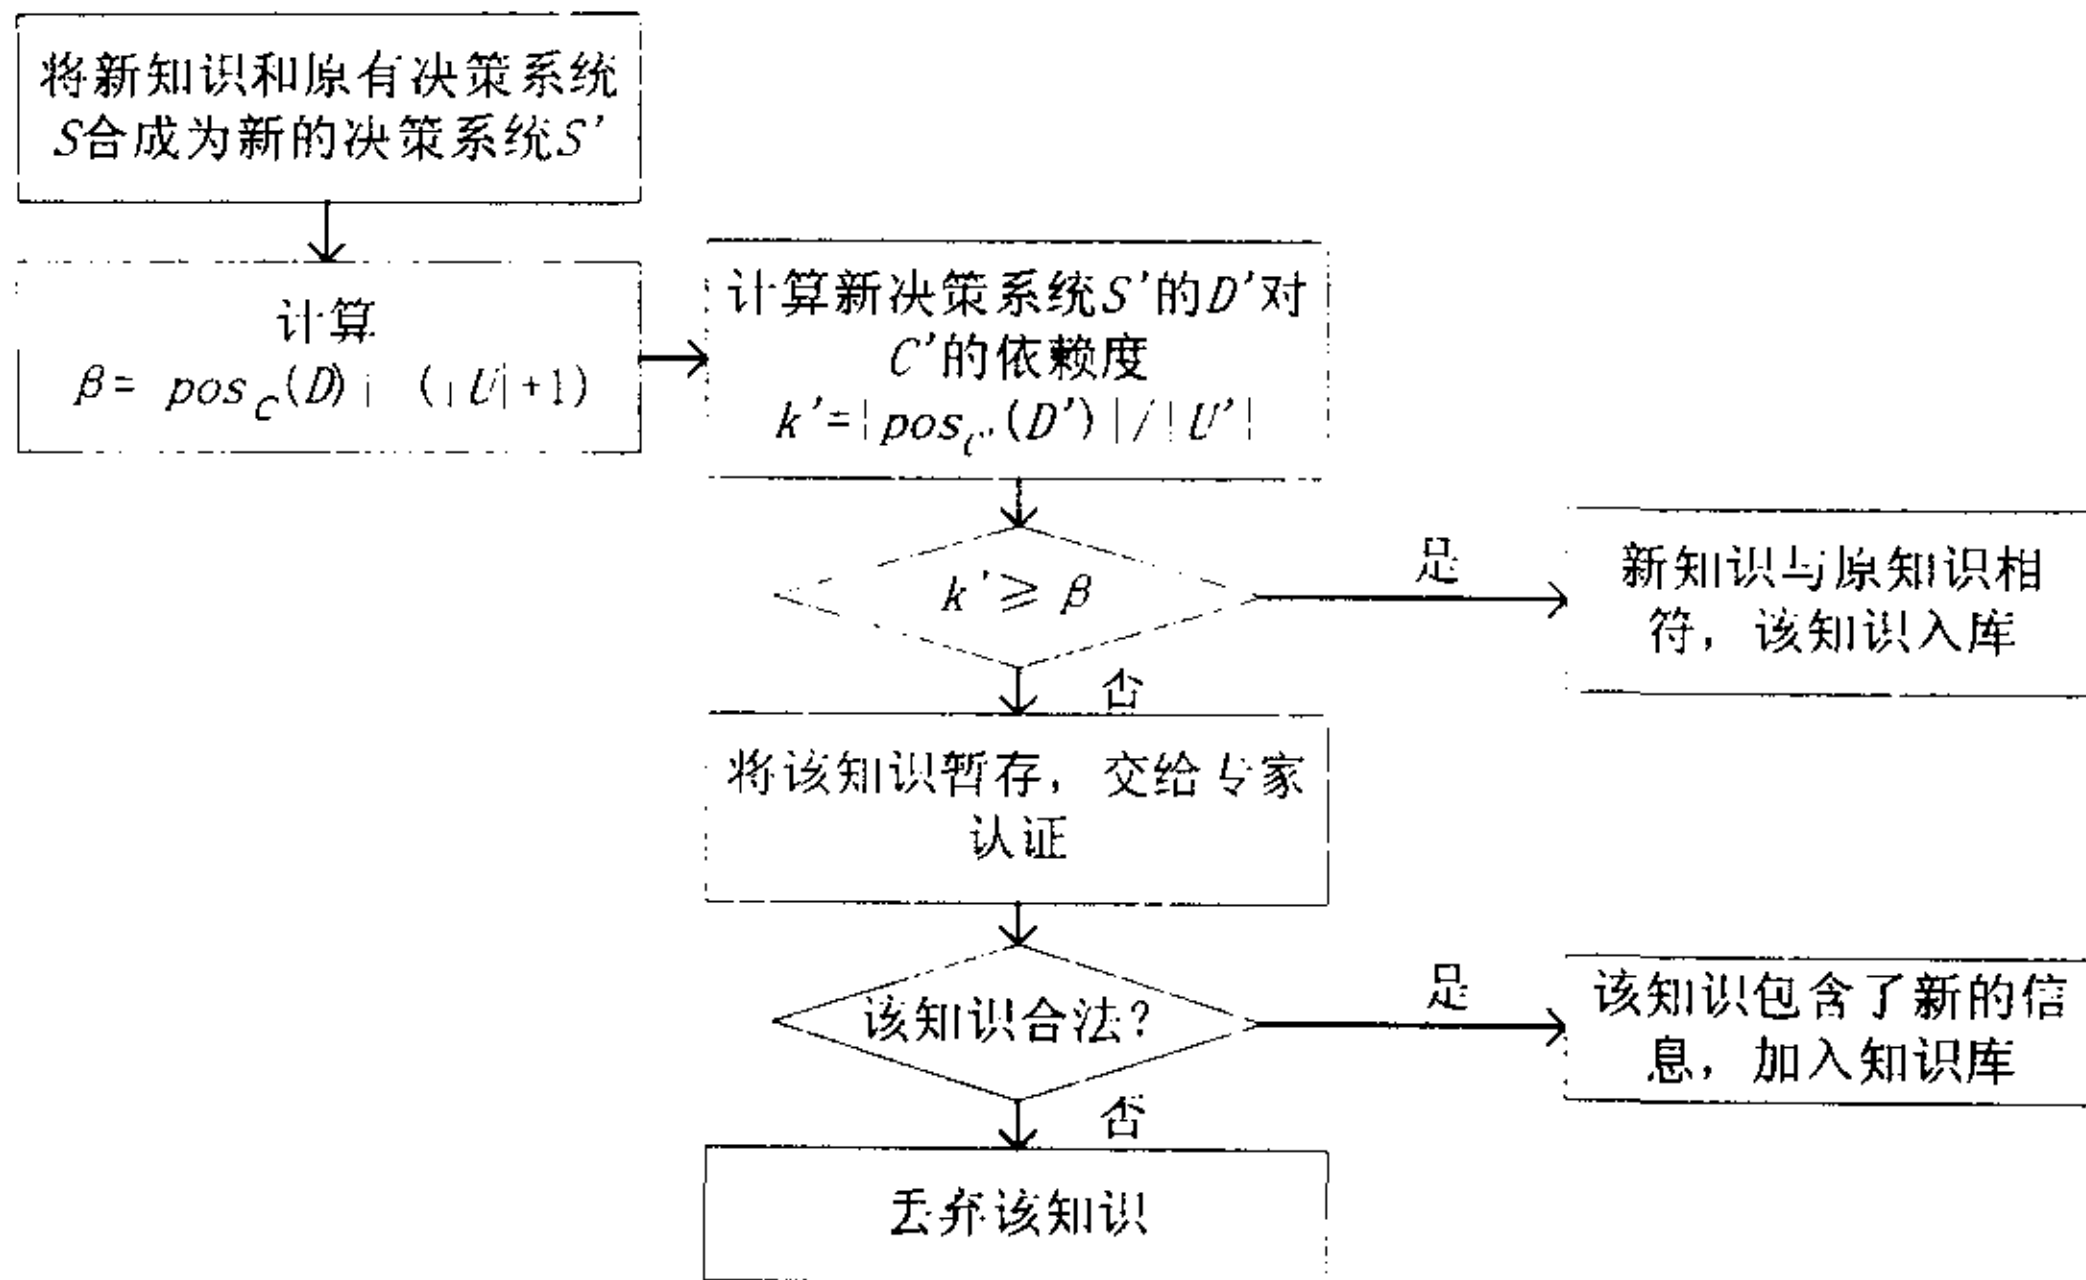 将新知识和原有决策系统
S合成为新的决策系统S’
计算
β= pos_C(D)| (|U|+1)
计算新决策系统S’的D’对
C’的依赖度
k’=|pos_C’(D’)|/|U’|
k’≥β
是
新知识与原知识相
符，该知识入库
否
将该知识暂存，交给专家
认证
该知识合法?
是
该知识包含了新的信
息，加入知识库
否
丢弃该知识